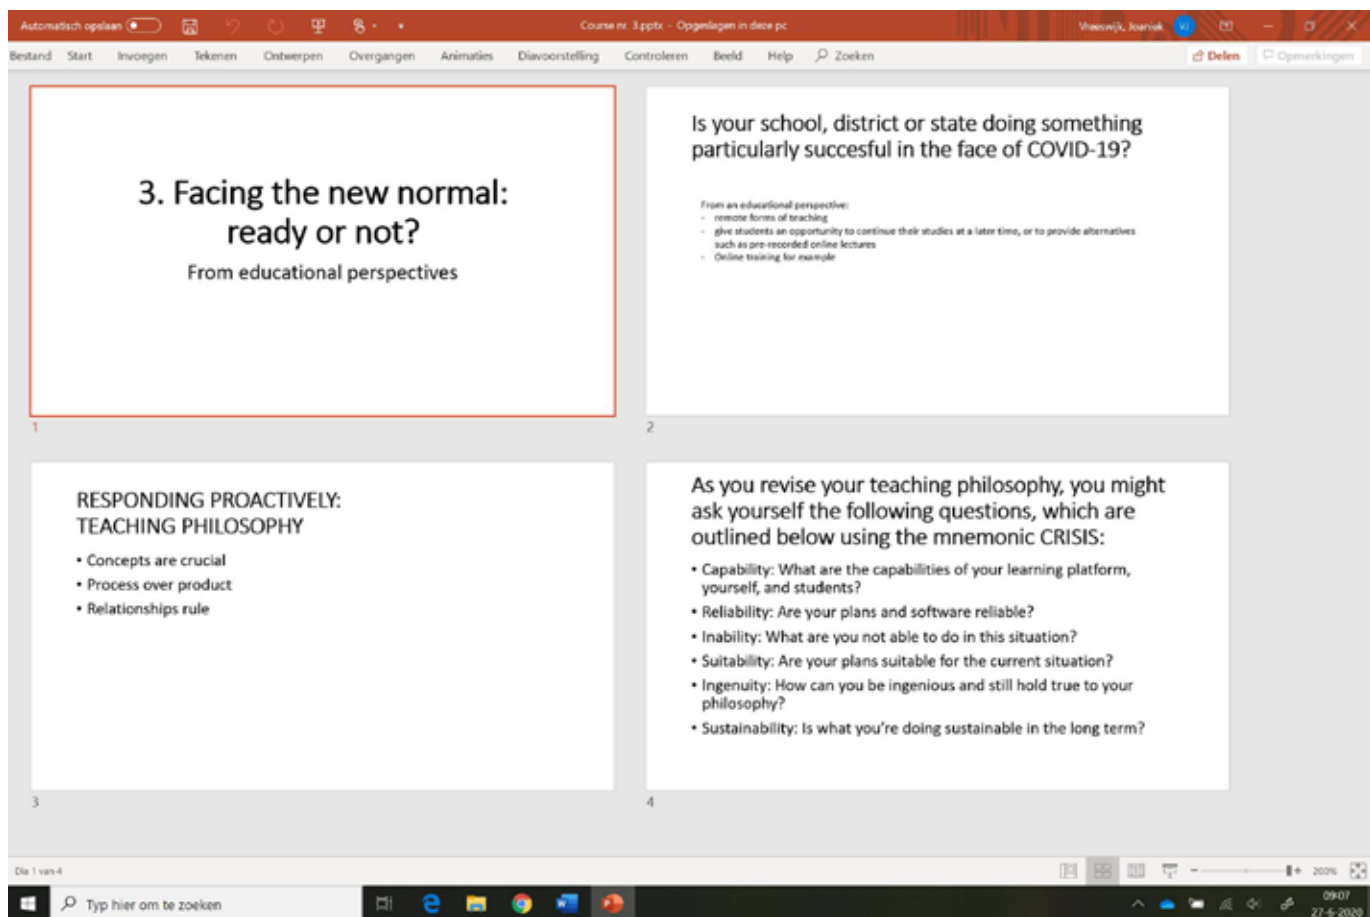 Automatisch opslaan
Course nr. 3.pptx - Opgeslagen in deze pc
Vreeswijk, Joaniek
VJ
Bestand Start Invoegen Tekenen Ontwerpen Overgangen Animaties Diavoorstelling Controleren Beeld Help Zoeken
Delen
Opmerkingen
3. Facing the new normal:
ready or not?
From educational perspectives
1
Is your school, district or state doing something
particularly succesful in the face of COVID-19?
From an educational perspective:
- remote forms of teaching
- give students an opportunity to continue their studies at a later time, or to provide alternatives
such as pre-recorded online lectures
- Online training for example
2
RESPONDING PROACTIVELY:
TEACHING PHILOSOPHY
• Concepts are crucial
• Process over product
• Relationships rule
3
As you revise your teaching philosophy, you might
ask yourself the following questions, which are
outlined below using the mnemonic CRISIS:
• Capability: What are the capabilities of your learning platform,
yourself, and students?
• Reliability: Are your plans and software reliable?
• Inability: What are you not able to do in this situation?
• Suitability: Are your plans suitable for the current situation?
• Ingenuity: How can you be ingenious and still hold true to your
philosophy?
• Sustainability: Is what you're doing sustainable in the long term?
4
Dia 1 van 4
200%
Typ hier om te zoeken
09:07
27-6-2020